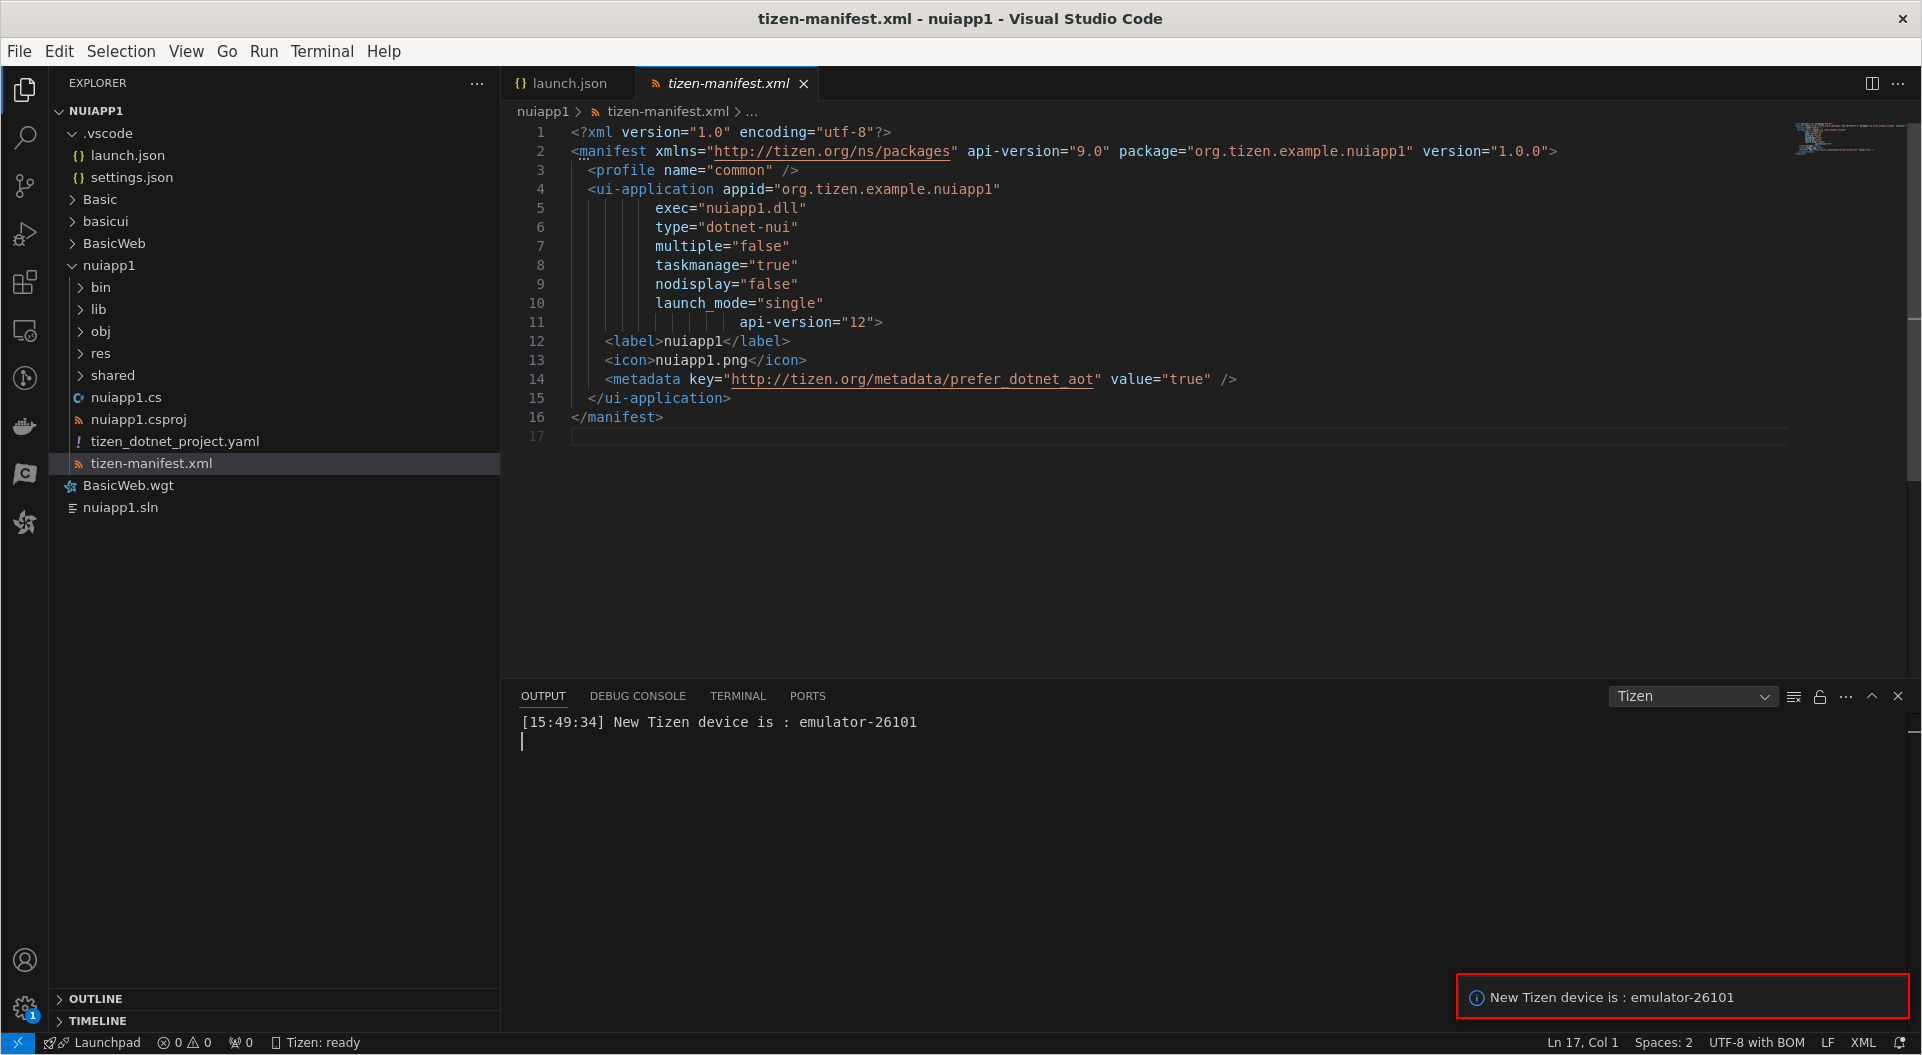 tizen-manifest.xml - nuiapp1 - Visual Studio Code
File Edit Selection View Go Run Terminal Help
EXPLORER
NUIAPP1
.vscode
{} launch.json
{} settings.json
Basic
basicui
BasicWeb
nuiapp1
bin
lib
obj
res
shared
nuiapp1.cs
nuiapp1.csproj
! tizen_dotnet_project.yaml
tizen-manifest.xml
BasicWeb.wgt
nuiapp1.sln
OUTLINE
TIMELINE
1
{} launch.json
tizen-manifest.xml
nuiapp1 > tizen-manifest.xml > ...
1 <?xml version="1.0" encoding="utf-8"?>
2 <manifest xmlns="http://tizen.org/ns/packages" api-version="9.0" package="org.tizen.example.nuiapp1" version="1.0.0">
3 <profile name="common" />
4 <ui-application appid="org.tizen.example.nuiapp1"
5 exec="nuiapp1.dll"
6 type="dotnet-nui"
7 multiple="false"
8 taskmanage="true"
9 nodisplay="false"
10 launch_mode="single"
11 api-version="12">
12 <label>nuiapp1</label>
13 <icon>nuiapp1.png</icon>
14 <metadata key="http://tizen.org/metadata/prefer_dotnet_aot" value="true" />
15 </ui-application>
16 </manifest>
17
OUTPUT DEBUG CONSOLE TERMINAL PORTS
Tizen
[15:49:34] New Tizen device is : emulator-26101
New Tizen device is : emulator-26101
Launchpad 0 0 0 Tizen: ready
Ln 17, Col 1 Spaces: 2 UTF-8 with BOM LF XML